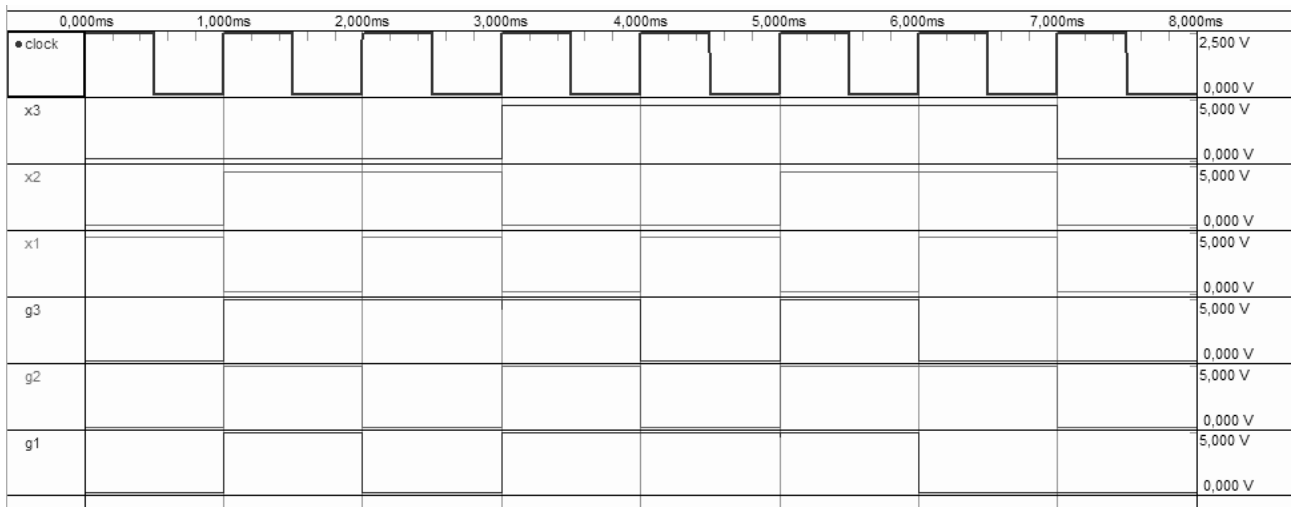 0,000ms 1,000ms 2,000ms 3,000ms 4,000ms 5,000ms 6,000ms 7,000ms 8,000ms
clock 2,500 V
0,000 V
x3 5,000 V
0,000 V
x2 5,000 V
0,000 V
x1 5,000 V
0,000 V
g3 5,000 V
0,000 V
g2 5,000 V
0,000 V
g1 5,000 V
0,000 V